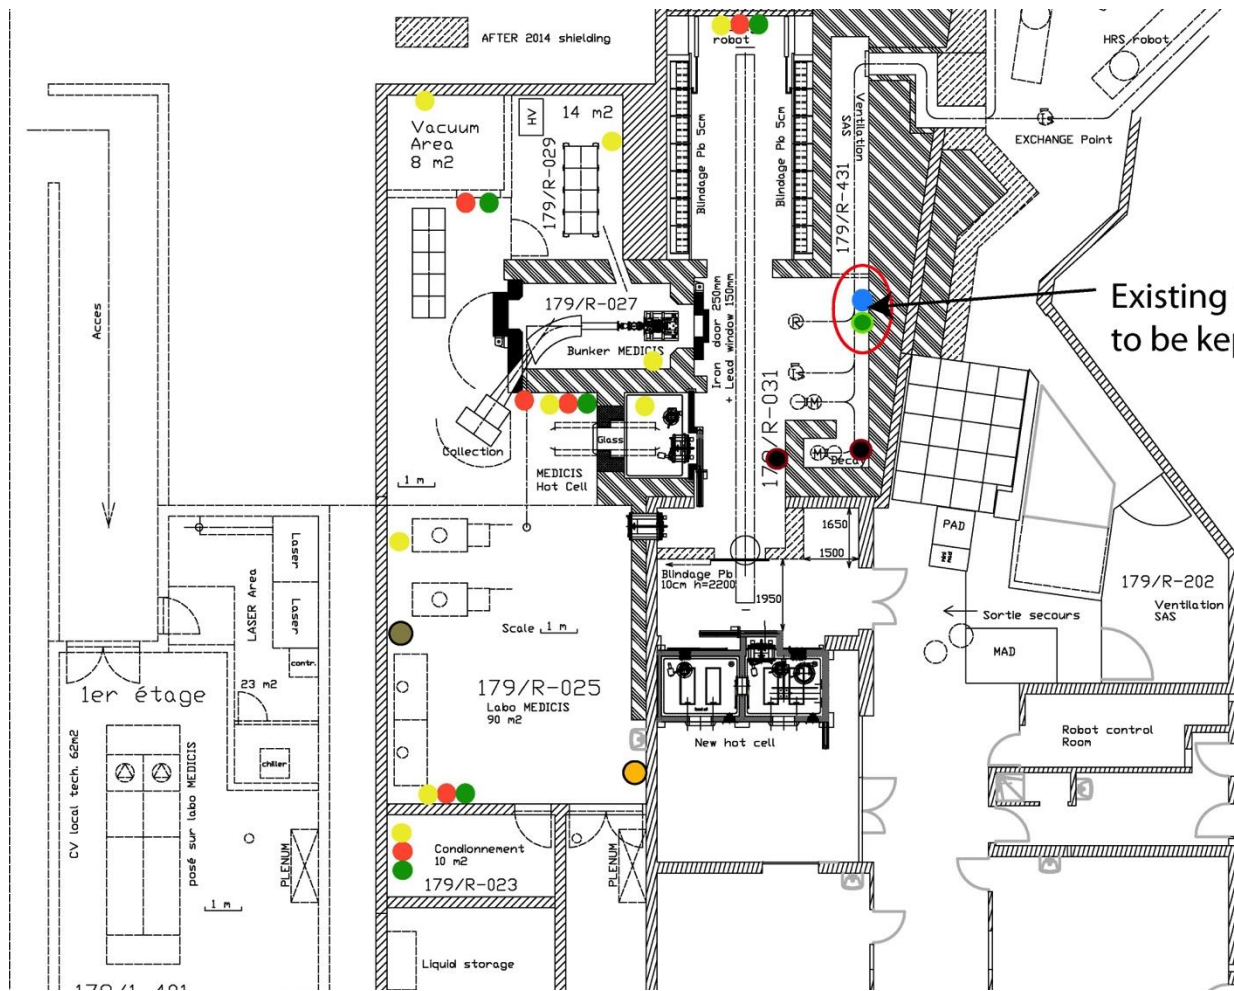 AFTER 2014 shielding
robot
HRS robot
Vacuum
Area
8 m2
HV
14 m2
179/R-029
Blindage Pb 5cm
Blindage Pb 5cm
Ventilation
SAS
179/R-431
EXCHANGE Point
Acces
179/R-027
Bunker MEDICIS
Iron door 250mm
+ Lead window 150mm
R
Existing
to be kep
179/R-031
M
M
Decay
Glass
Collection
MEDICIS
Hot Cell
1 m
1650
1500
PAD
Blindage Pb
10cm h=2200
1950
179/R-202
Ventilation
SAS
Sortie secours
MAD
Laser
Laser
LASER Area
contr.
23 m2
chiller
1er étage
Scale 1 m
179/R-025
Labo MEDICIS
90 m2
New hot cell
Robot control
Room
CV local tech. 62m2
posé sur labo MEDICIS
PLENUM
1 m
Condionnement
10 m2
179/R-023
PLENUM
Liquid storage